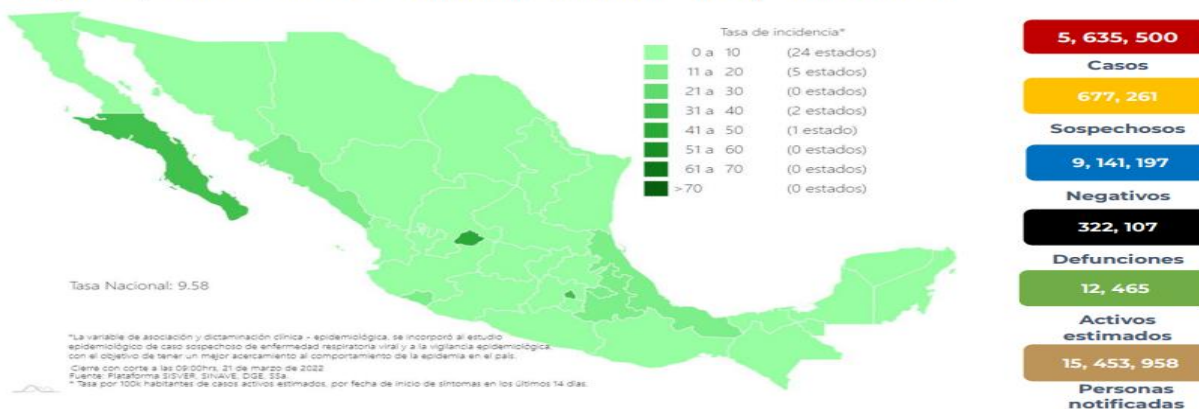 Tasa de incidencia*
0 a 10 (24 estados)
11 a 20 (5 estados)
21 a 30 (0 estados)
31 a 40 (2 estados)
41 a 50 (1 estado)
51 a 60 (0 estados)
61 a 70 (0 estados)
>70 (0 estados)
Tasa Nacional: 9.58
*La variable de asociación y dictaminación clínica - epidemiológica, se incorporó al estudio
epidemiológico de caso sospechoso de enfermedad respiratoria viral y a la vigilancia epidemiológica
con el objetivo de tener un mejor acercamiento al comportamiento de la epidemia en el país.
Cierre con corte a las 09:00hrs, 21 de marzo de 2022
Fuente: Plataforma SISVER, SINAVE, DGE, SSa.
* Tasa por 100k habitantes de casos activos estimados, por fecha de inicio de síntomas en los últimos 14 días.
5, 635, 500
Casos
677, 261
Sospechosos
9, 141, 197
Negativos
322, 107
Defunciones
12, 465
Activos
estimados
15, 453, 958
Personas
notificadas